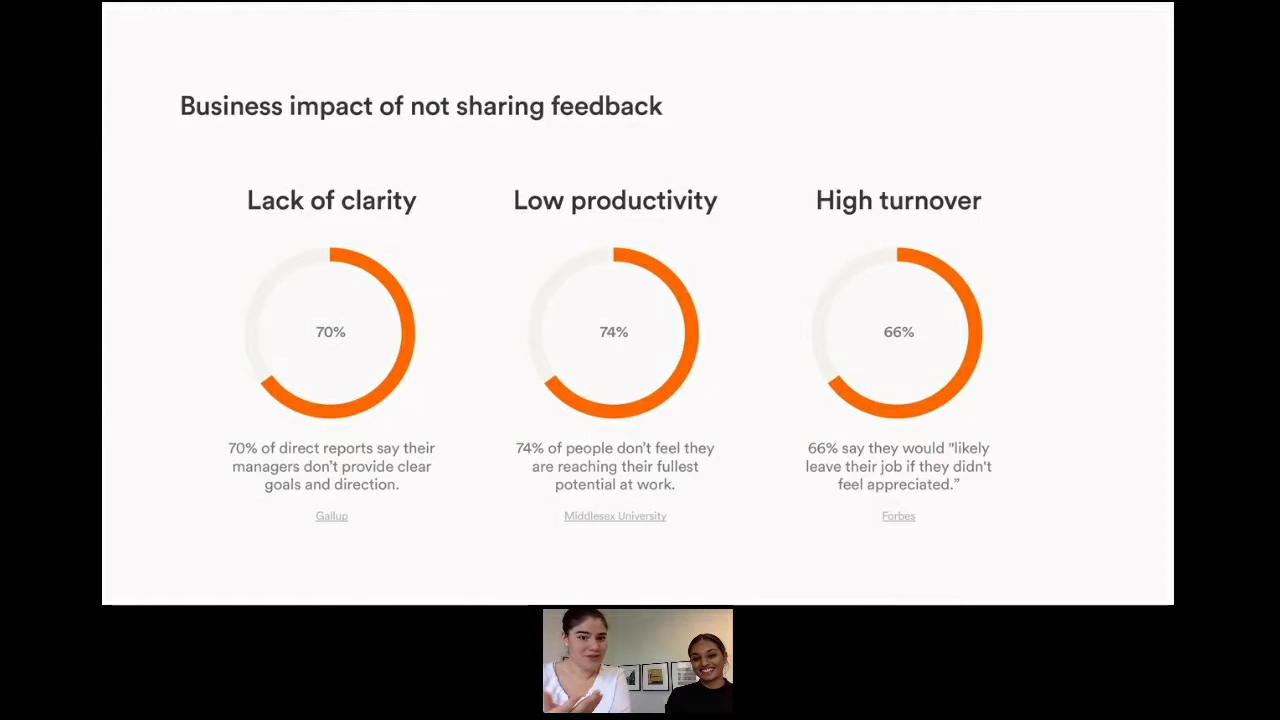 Business impact of not sharing feedback
Lack of clarity
70%
70% of direct reports say their
managers don’t provide clear
goals and direction.
Gallup
Low productivity
74%
74% of people don’t feel they
are reaching their fullest
potential at work.
Middlesex University
High turnover
66%
66% say they would "likely
leave their job if they didn't
feel appreciated.”
Forbes